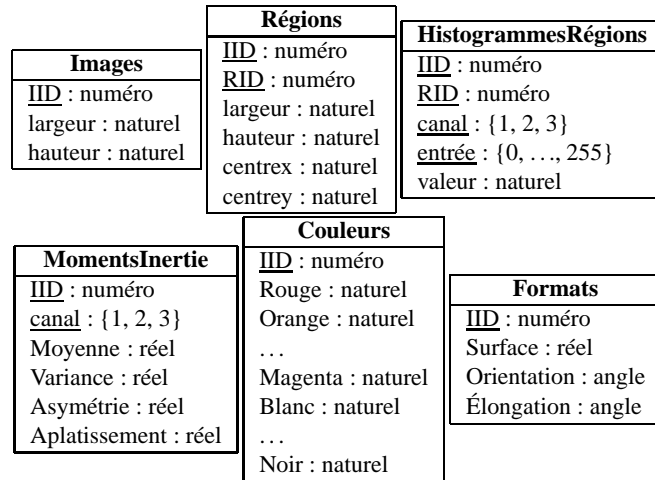 Images
IID : numéro
largeur : naturel
hauteur : naturel
Régions
IID : numéro
RID : numéro
largeur : naturel
hauteur : naturel
centrex : naturel
centrey : naturel
HistogrammesRégions
IID : numéro
RID : numéro
canal : {1, 2, 3}
entrée : {0, ..., 255}
valeur : naturel
MomentsInertie
IID : numéro
canal : {1, 2, 3}
Moyenne : réel
Variance : réel
Asymétrie : réel
Aplatissement : réel
Couleurs
IID : numéro
Rouge : naturel
Orange : naturel
...
Magenta : naturel
Blanc : naturel
...
Noir : naturel
Formats
IID : numéro
Surface : réel
Orientation : angle
Élongation : angle